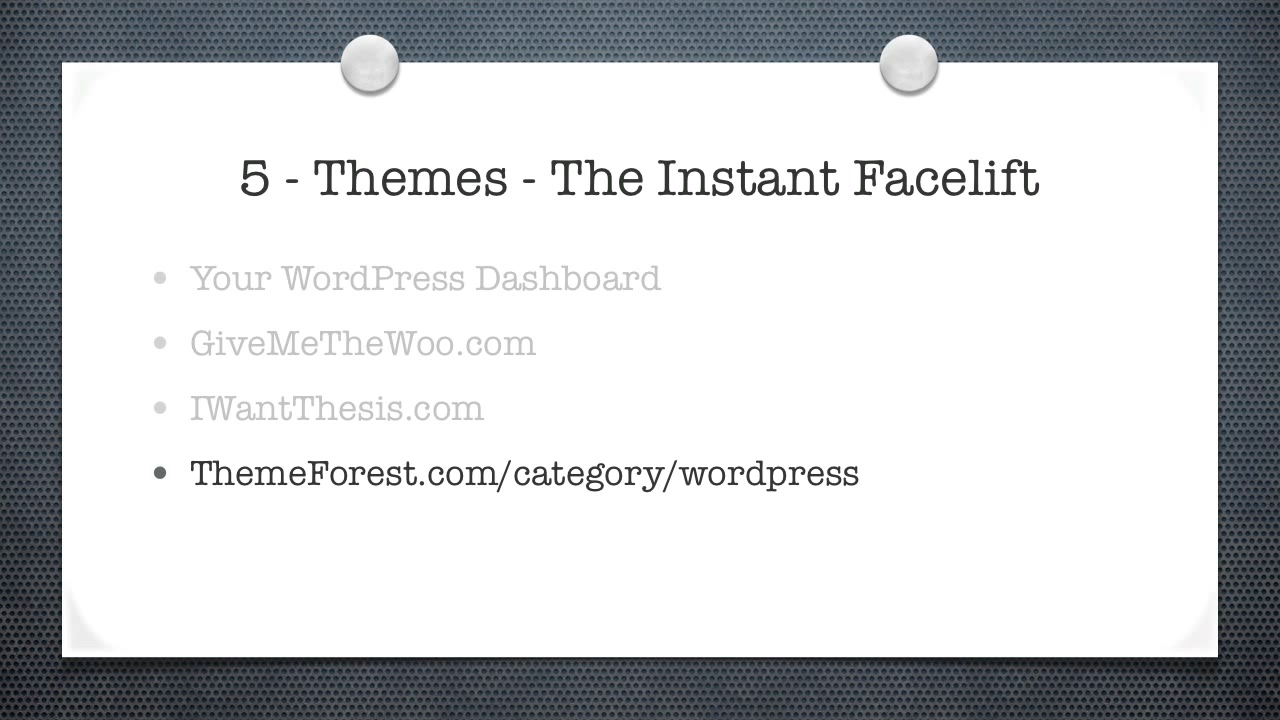 5 - Themes - The Instant Facelift
• Your WordPress Dashboard
• GiveMeTheWoo.com
• IWantThesis.com
• ThemeForest.com/category/wordpress